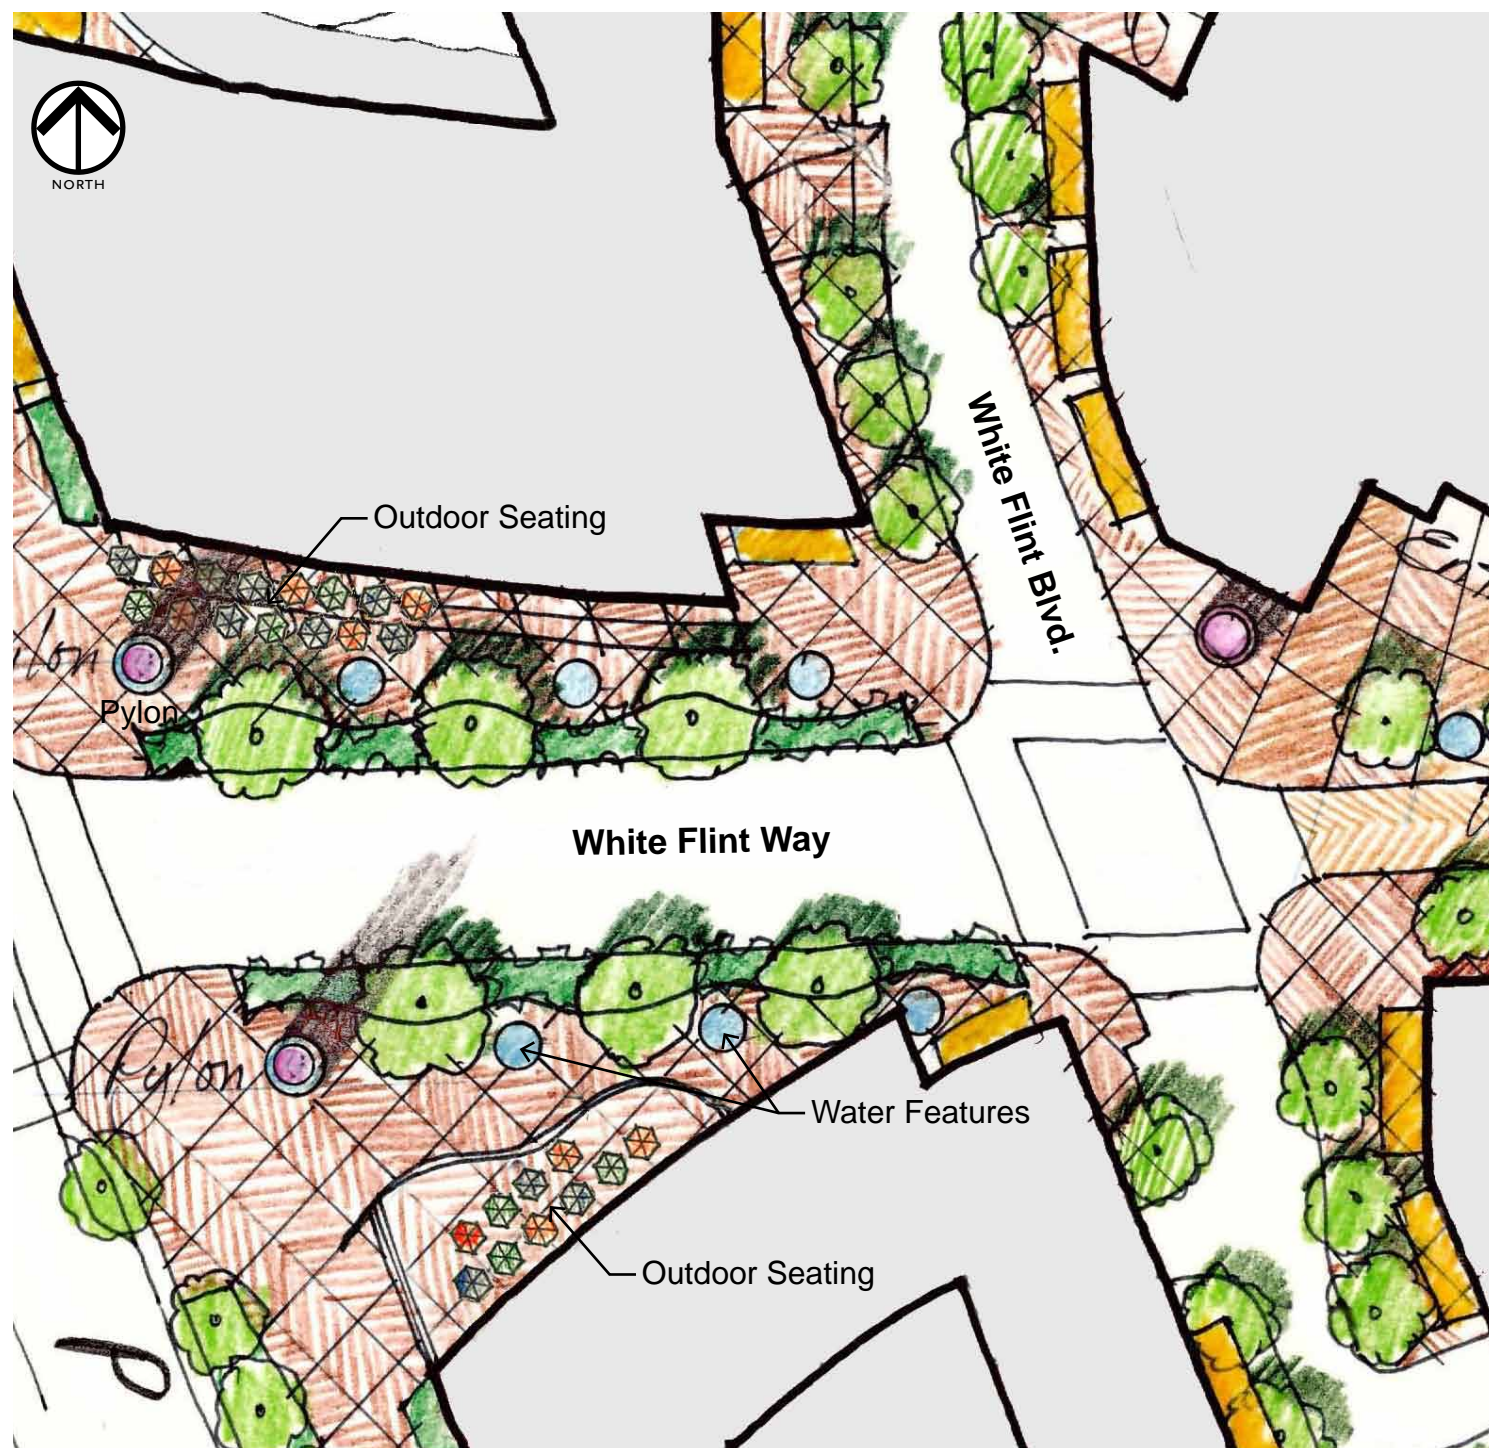 NORTH
White Flint Blvd.
Outdoor Seating
Pylon
White Flint Way
Pylon
Water Features
Outdoor Seating